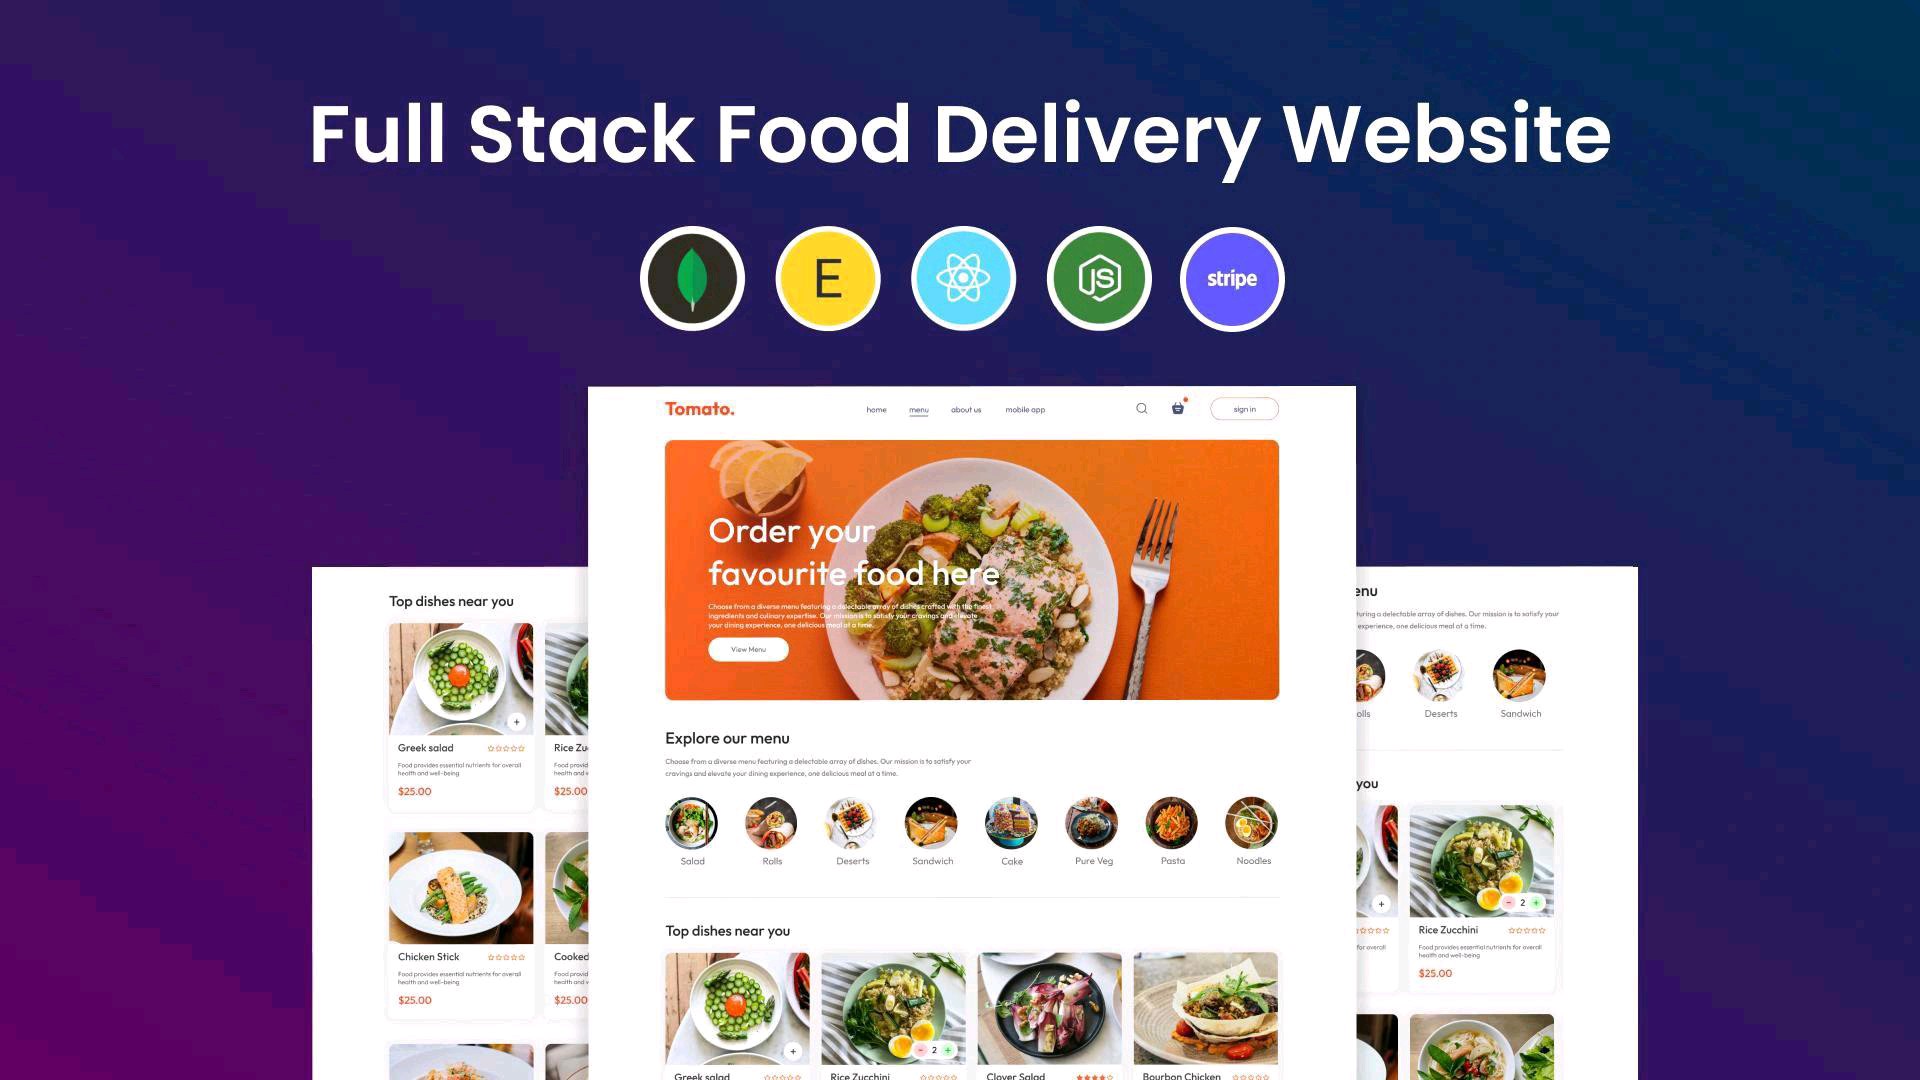 Full Stack Food Delivery Website
E
JS
stripe
Tomato.
home
menu
about us
mobile app
sign in
Order your
favourite food here
Choose from a diverse menu featuring a delectable array of dishes crafted with the finest
ingredients and culinary expertise. Our mission is to satisfy your cravings and elevate
your dining experience, one delicious meal at a time.
View Menu
Explore our menu
Choose from a diverse menu featuring a delectable array of dishes. Our mission is to satisfy your
cravings and elevate your dining experience, one delicious meal at a time.
Salad
Rolls
Deserts
Sandwich
Cake
Pure Veg
Pasta
Noodles
Top dishes near you
+
- 2 +
Greek salad
Rice Zucchini
Clover Salad
Bourbon Chicken
Top dishes near you
+
Greek salad
Food provides essential nutrients for overall
health and well-being
$25.00
Rice Zu
Food provid
health and w
$25.00
Chicken Stick
Food provides essential nutrients for overall
health and well-being
$25.00
Cooked
Food provid
health and w
$25.00
enu
turing a delectable array of dishes. Our mission is to satisfy your
experience, one delicious meal at a time.
olls
Deserts
Sandwich
you
+
- 2 +
for overall
Rice Zucchini
Food provides essential nutrients for overall
health and well-being
$25.00